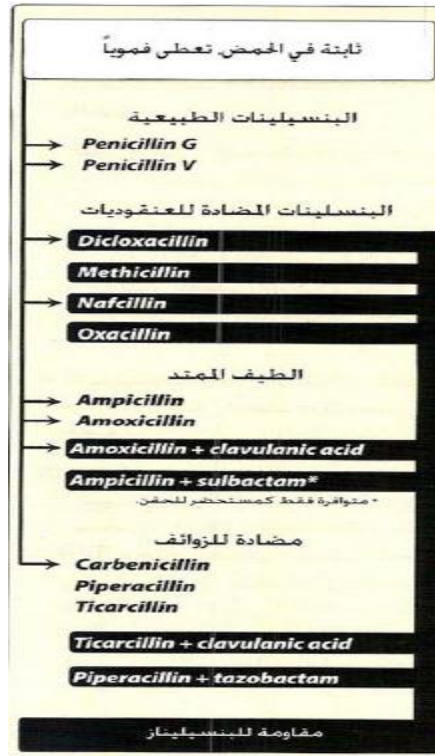 ثابتة في الحمض، تعطى فموياً
البنسيلينات الطبيعية
Penicillin G
Penicillin V
البنسلينات المضادة للعنقوديات
Dicloxacillin
Methicillin
Nafcillin
Oxacillin
الطيف الممتد
Ampicillin
Amoxicillin
Amoxicillin + clavulanic acid
Ampicillin + sulbactam*
* متوافرة فقط كمستحضر للحقن.
مضادة للزوائف
Carbenicillin
Piperacillin
Ticarcillin
Ticarcillin + clavulanic acid
Piperacillin + tazobactam
مقاومة للبنسيليناز